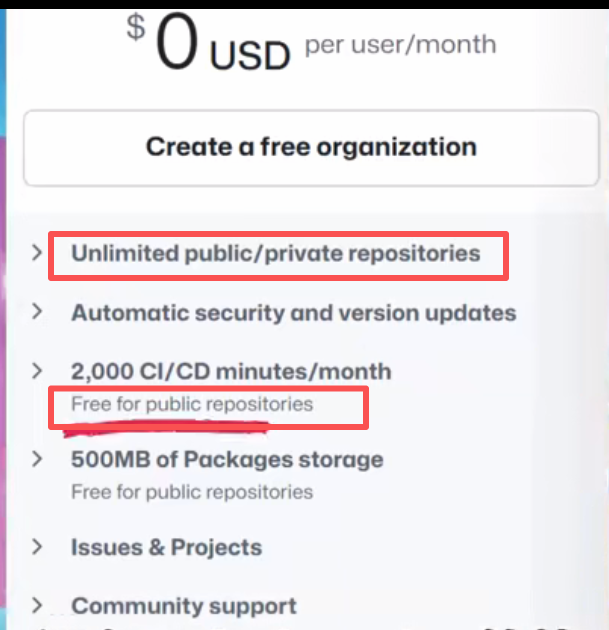 $0 USD per user/month
Create a free organization
Unlimited public/private repositories
Automatic security and version updates
2,000 CI/CD minutes/month
Free for public repositories
500MB of Packages storage
Free for public repositories
Issues & Projects
Community support